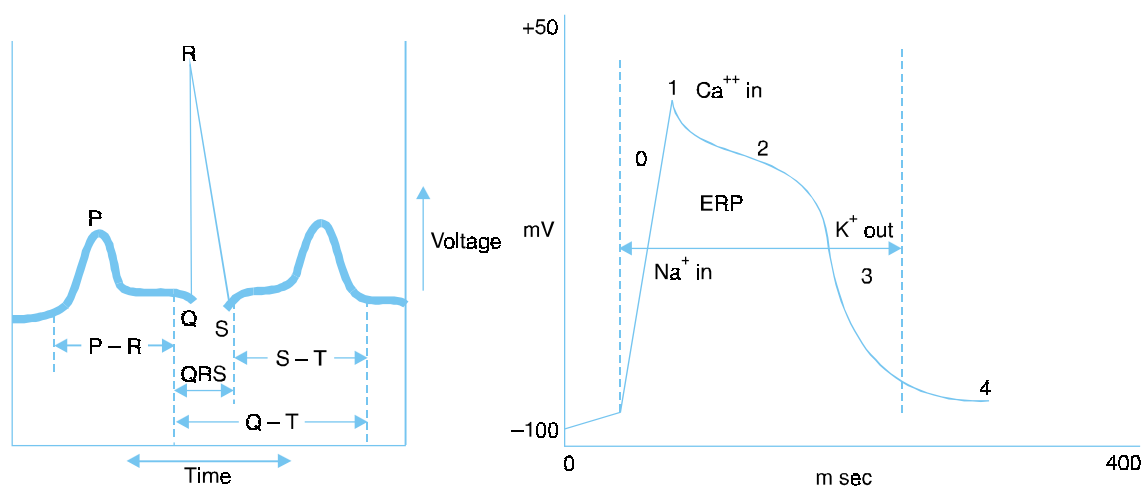 R
P
Voltage
Q
S
P – R
S – T
QRS
Q – T
Time
+50
1
Ca++ in
0
2
ERP
mV
K+ out
Na+ in
3
4
–100
0
400
m sec